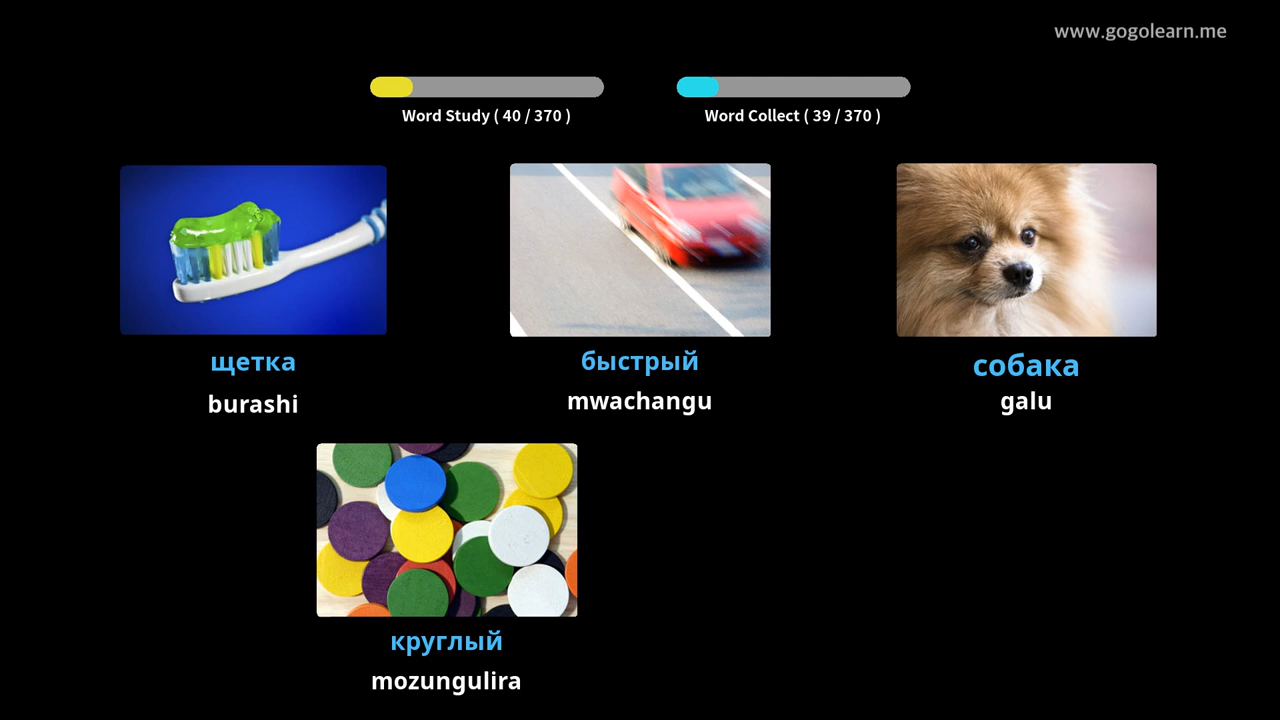 www.gogolearn.me
Word Study ( 40 / 370 )
Word Collect ( 39 / 370 )
щетка
burashi
быстрый
mwachangu
собака
galu
круглый
mozungulira